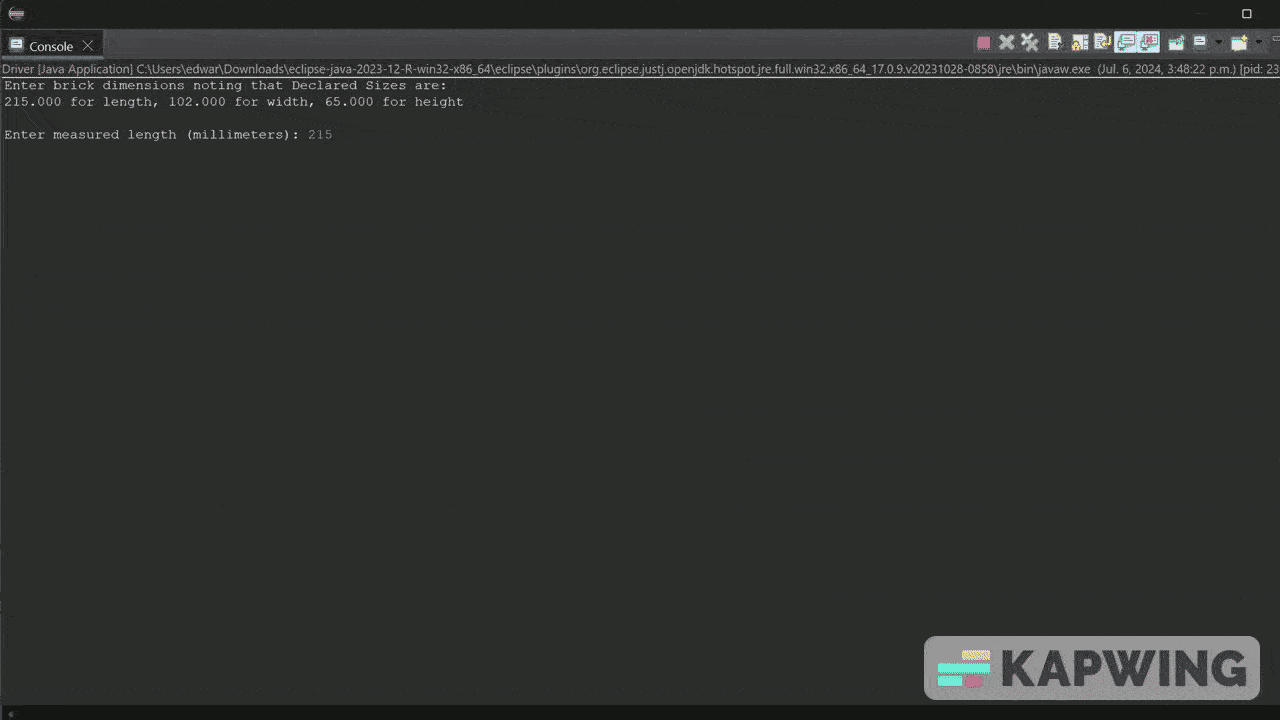 Console
Driver [Java Application] C:\Users\edwar\Downloads\eclipse-java-2023-12-R-win32-x86_64\eclipse\plugins\org.eclipse.justj.openjdk.hotspot.jre.full.win32.x86_64_17.0.9.v20231028-0858\jre\bin\javaw.exe (Jul. 6, 2024, 3:48:22 p.m.) [pid: 23
Enter brick dimensions noting that Declared Sizes are:
215.000 for length, 102.000 for width, 65.000 for height
Enter measured length (millimeters): 215
KAPWING